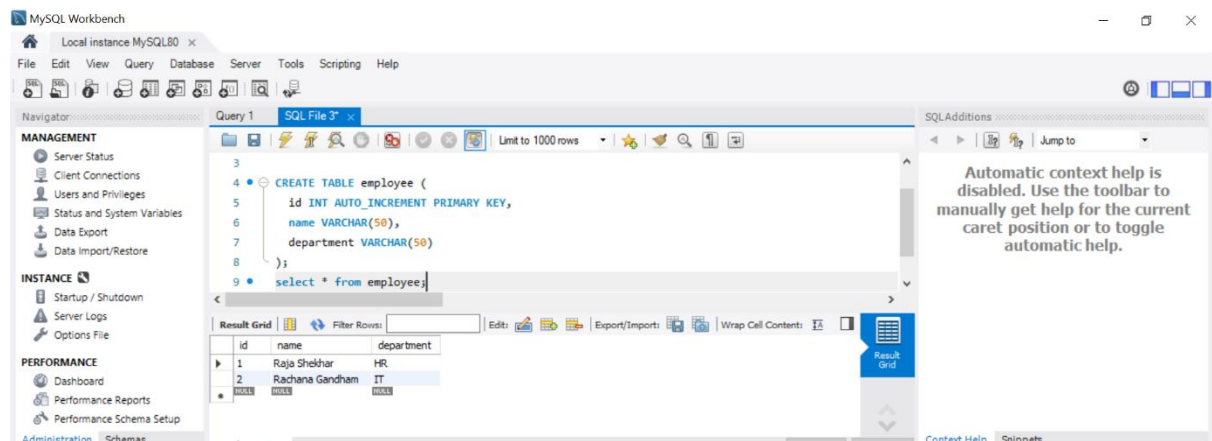 MySQL Workbench
Local instance MySQL80 ×
File Edit View Query Database Server Tools Scripting Help
Navigator
MANAGEMENT
Server Status
Client Connections
Users and Privileges
Status and System Variables
Data Export
Data Import/Restore
INSTANCE
Startup / Shutdown
Server Logs
Options File
PERFORMANCE
Dashboard
Performance Reports
Performance Schema Setup
Administration Schemas
Query 1 SQL File 3* ×
Limit to 1000 rows
3
4 CREATE TABLE employee (
5 id INT AUTO_INCREMENT PRIMARY KEY,
6 name VARCHAR(50),
7 department VARCHAR(50)
8 );
9 select * from employee;
Result Grid Filter Rows: Edit: Export/Import: Wrap Cell Content:
id name department
1 Raja Shekhar HR
2 Rachana Gandham IT
NULL NULL NULL
Result
Grid
SQLAdditions
Jump to
Automatic context help is
disabled. Use the toolbar to
manually get help for the current
caret position or to toggle
automatic help.
Context Help Snippets